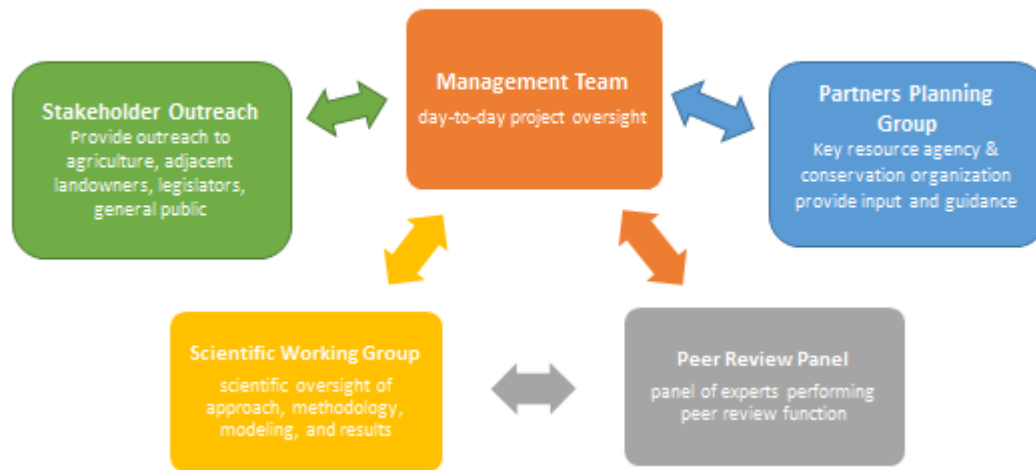 Management Team
day-to-day project oversight
Stakeholder Outreach
Provide outreach to
agriculture, adjacent
landowners, legislators,
general public
Partners Planning
Group
Key resource agency &
conservation organization
provide input and guidance
Scientific Working Group
scientific oversight of
approach, methodology,
modeling, and results
Peer Review Panel
panel of experts performing
peer review function